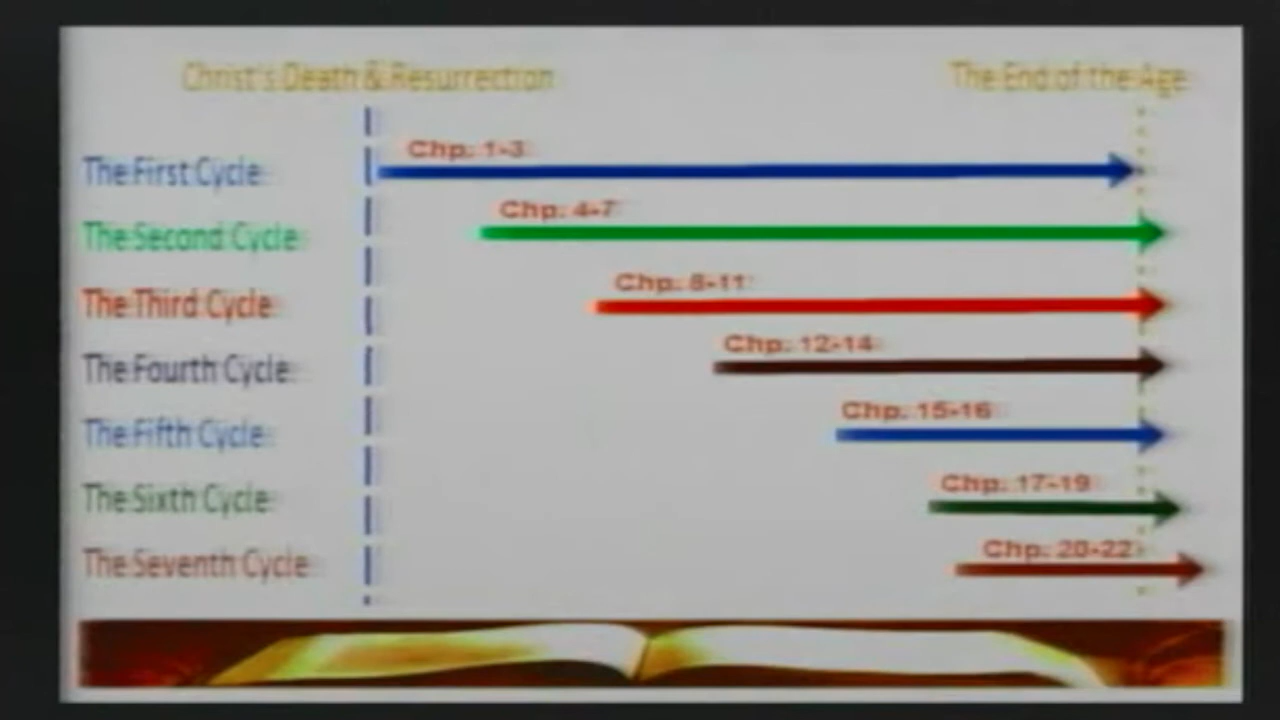 Christ's Death & Resurrection
The End of the Age
Chp. 1-3
The First Cycle
Chp. 4-7
The Second Cycle
Chp. 8-11
The Third Cycle
Chp. 12-14
The Fourth Cycle
Chp. 15-16
The Fifth Cycle
Chp. 17-19
The Sixth Cycle
Chp. 20-22
The Seventh Cycle